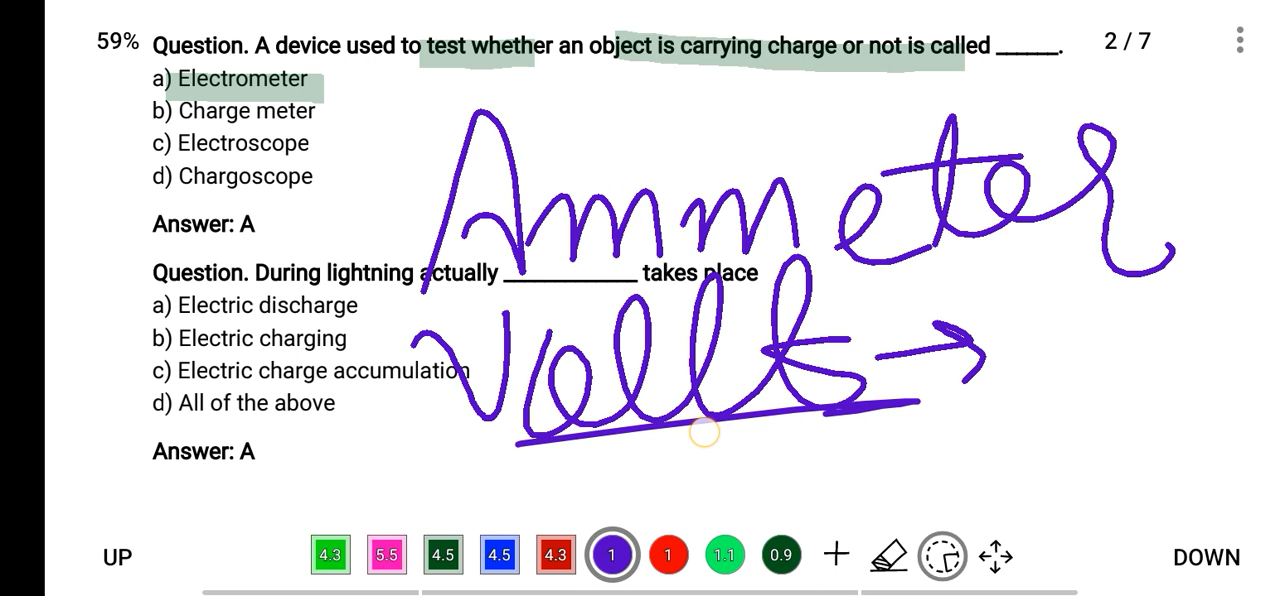 59% Question. A device used to test whether an object is carrying charge or not is called _____. 2 / 7
a) Electrometer
b) Charge meter
c) Electroscope
d) Chargoscope
Ammeter
Answer: A
Question. During lightning actually ___________ takes place
a) Electric discharge
b) Electric charging
c) Electric charge accumulation
d) All of the above
Answer: A
UP 4.3 5.5 4.5 4.5 4.3 1 1 1.1 0.9 DOWN